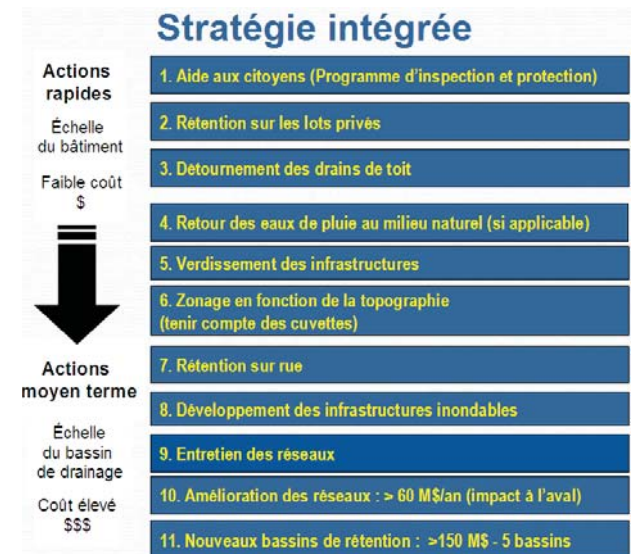 Stratégie intégrée
Actions
rapides
Échelle
du bâtiment
Faible coût
$
Actions
moyen terme
Échelle
du bassin
de drainage
Coût élevé
$$$
1. Aide aux citoyens (Programme d'inspection et protection)
2. Rétention sur les lots privés
3. Détournement des drains de toit
4. Retour des eaux de pluie au milieu naturel (si applicable)
5. Verdissement des infrastructures
6. Zonage en fonction de la topographie
(tenir compte des cuvettes)
7. Rétention sur rue
8. Développement des infrastructures inondables
9. Entretien des réseaux
10. Amélioration des réseaux : > 60 M$/an (impact à l'aval)
11. Nouveaux bassins de rétention : >150 M$ - 5 bassins